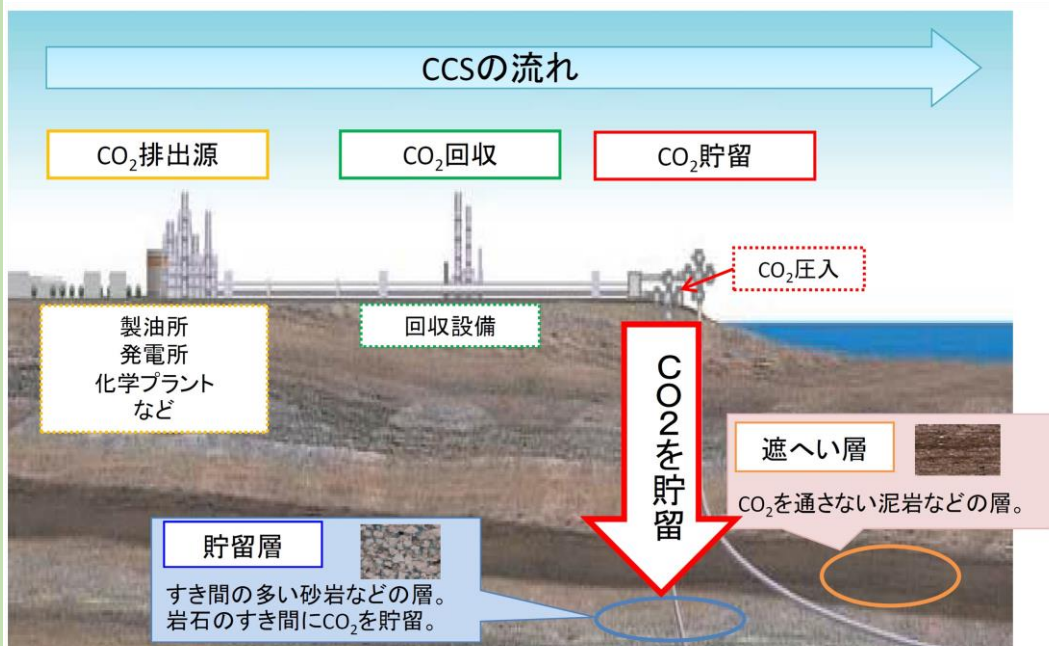 CCSの流れ
CO₂排出源
CO₂回収
CO₂貯留
CO₂圧入
製油所
発電所
化学プラント
など
回収設備
CO2を貯留
遮へい層
CO₂を通さない泥岩などの層。
貯留層
すき間の多い砂岩などの層。
岩石のすき間にCO₂を貯留。